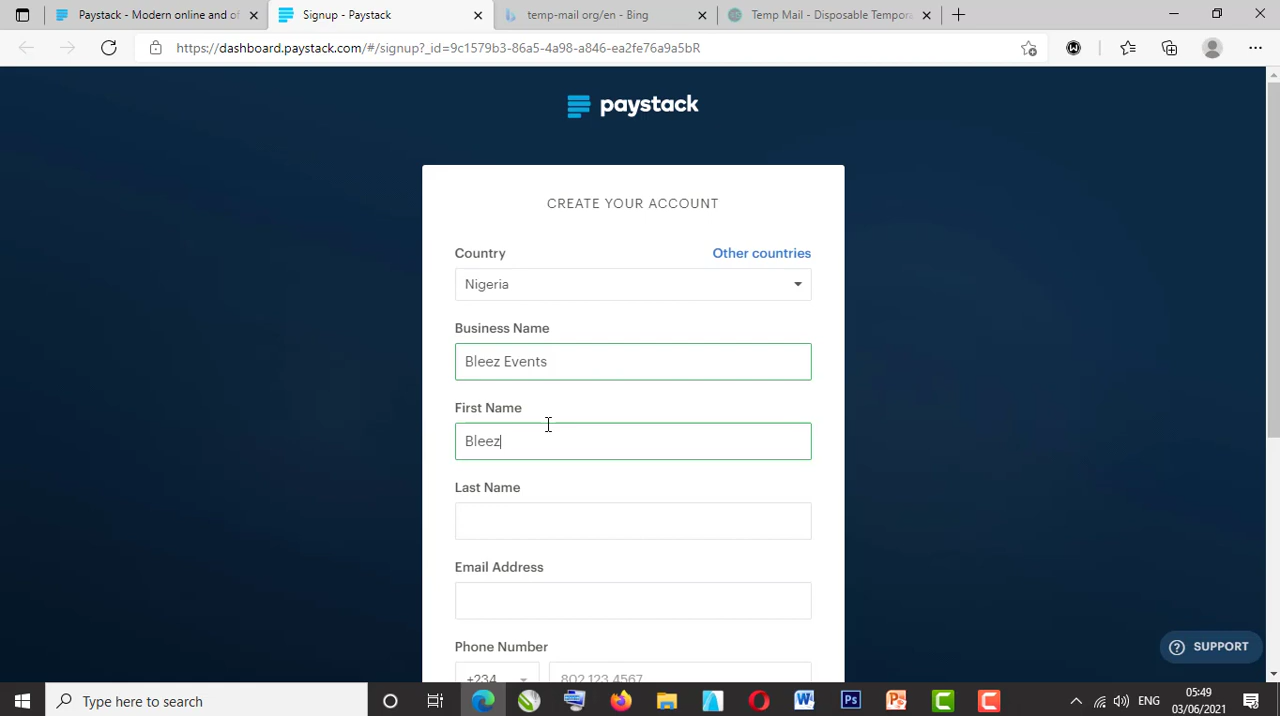 Paystack - Modern online and of
Signup - Paystack
temp-mail org/en - Bing
Temp Mail - Disposable Tempora
https://dashboard.paystack.com/#/signup?_id=9c1579b3-86a5-4a98-a846-ea2fe76a9a5bR
paystack
CREATE YOUR ACCOUNT
Country
Other countries
Nigeria
Business Name
Bleez Events
First Name
Bleez
Last Name
Email Address
Phone Number
+234
802 123 4567
SUPPORT
Type here to search
ENG
05:49
03/06/2021